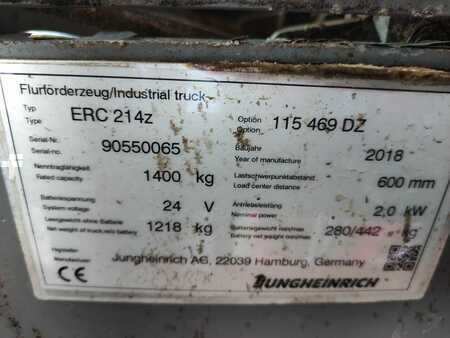 Flurförderzeug/Industrial truck
Typ
Type ERC 214z Option
Option 115 469 DZ
Serial-Nr.
Serial-no. 90550065 Baujahr
Year of manufacture 2018
Nenntragfähigkeit
Rated capacity 1400 kg Lastschwerpunktabstand
Load center distance 600 mm
Batteriespannung
System voltage 24 V Antriebsleistung
Nominal power 2,0 kW
Leergewicht ohne Batterie
Net weight of truck w/o battery 1218 kg Batteriegewicht min/max
Battery net weight min/max 280/442 kg
Hersteller
Manufacturer Jungheinrich AG, 22039 Hamburg, Germany
CE JUNGHEINRICH